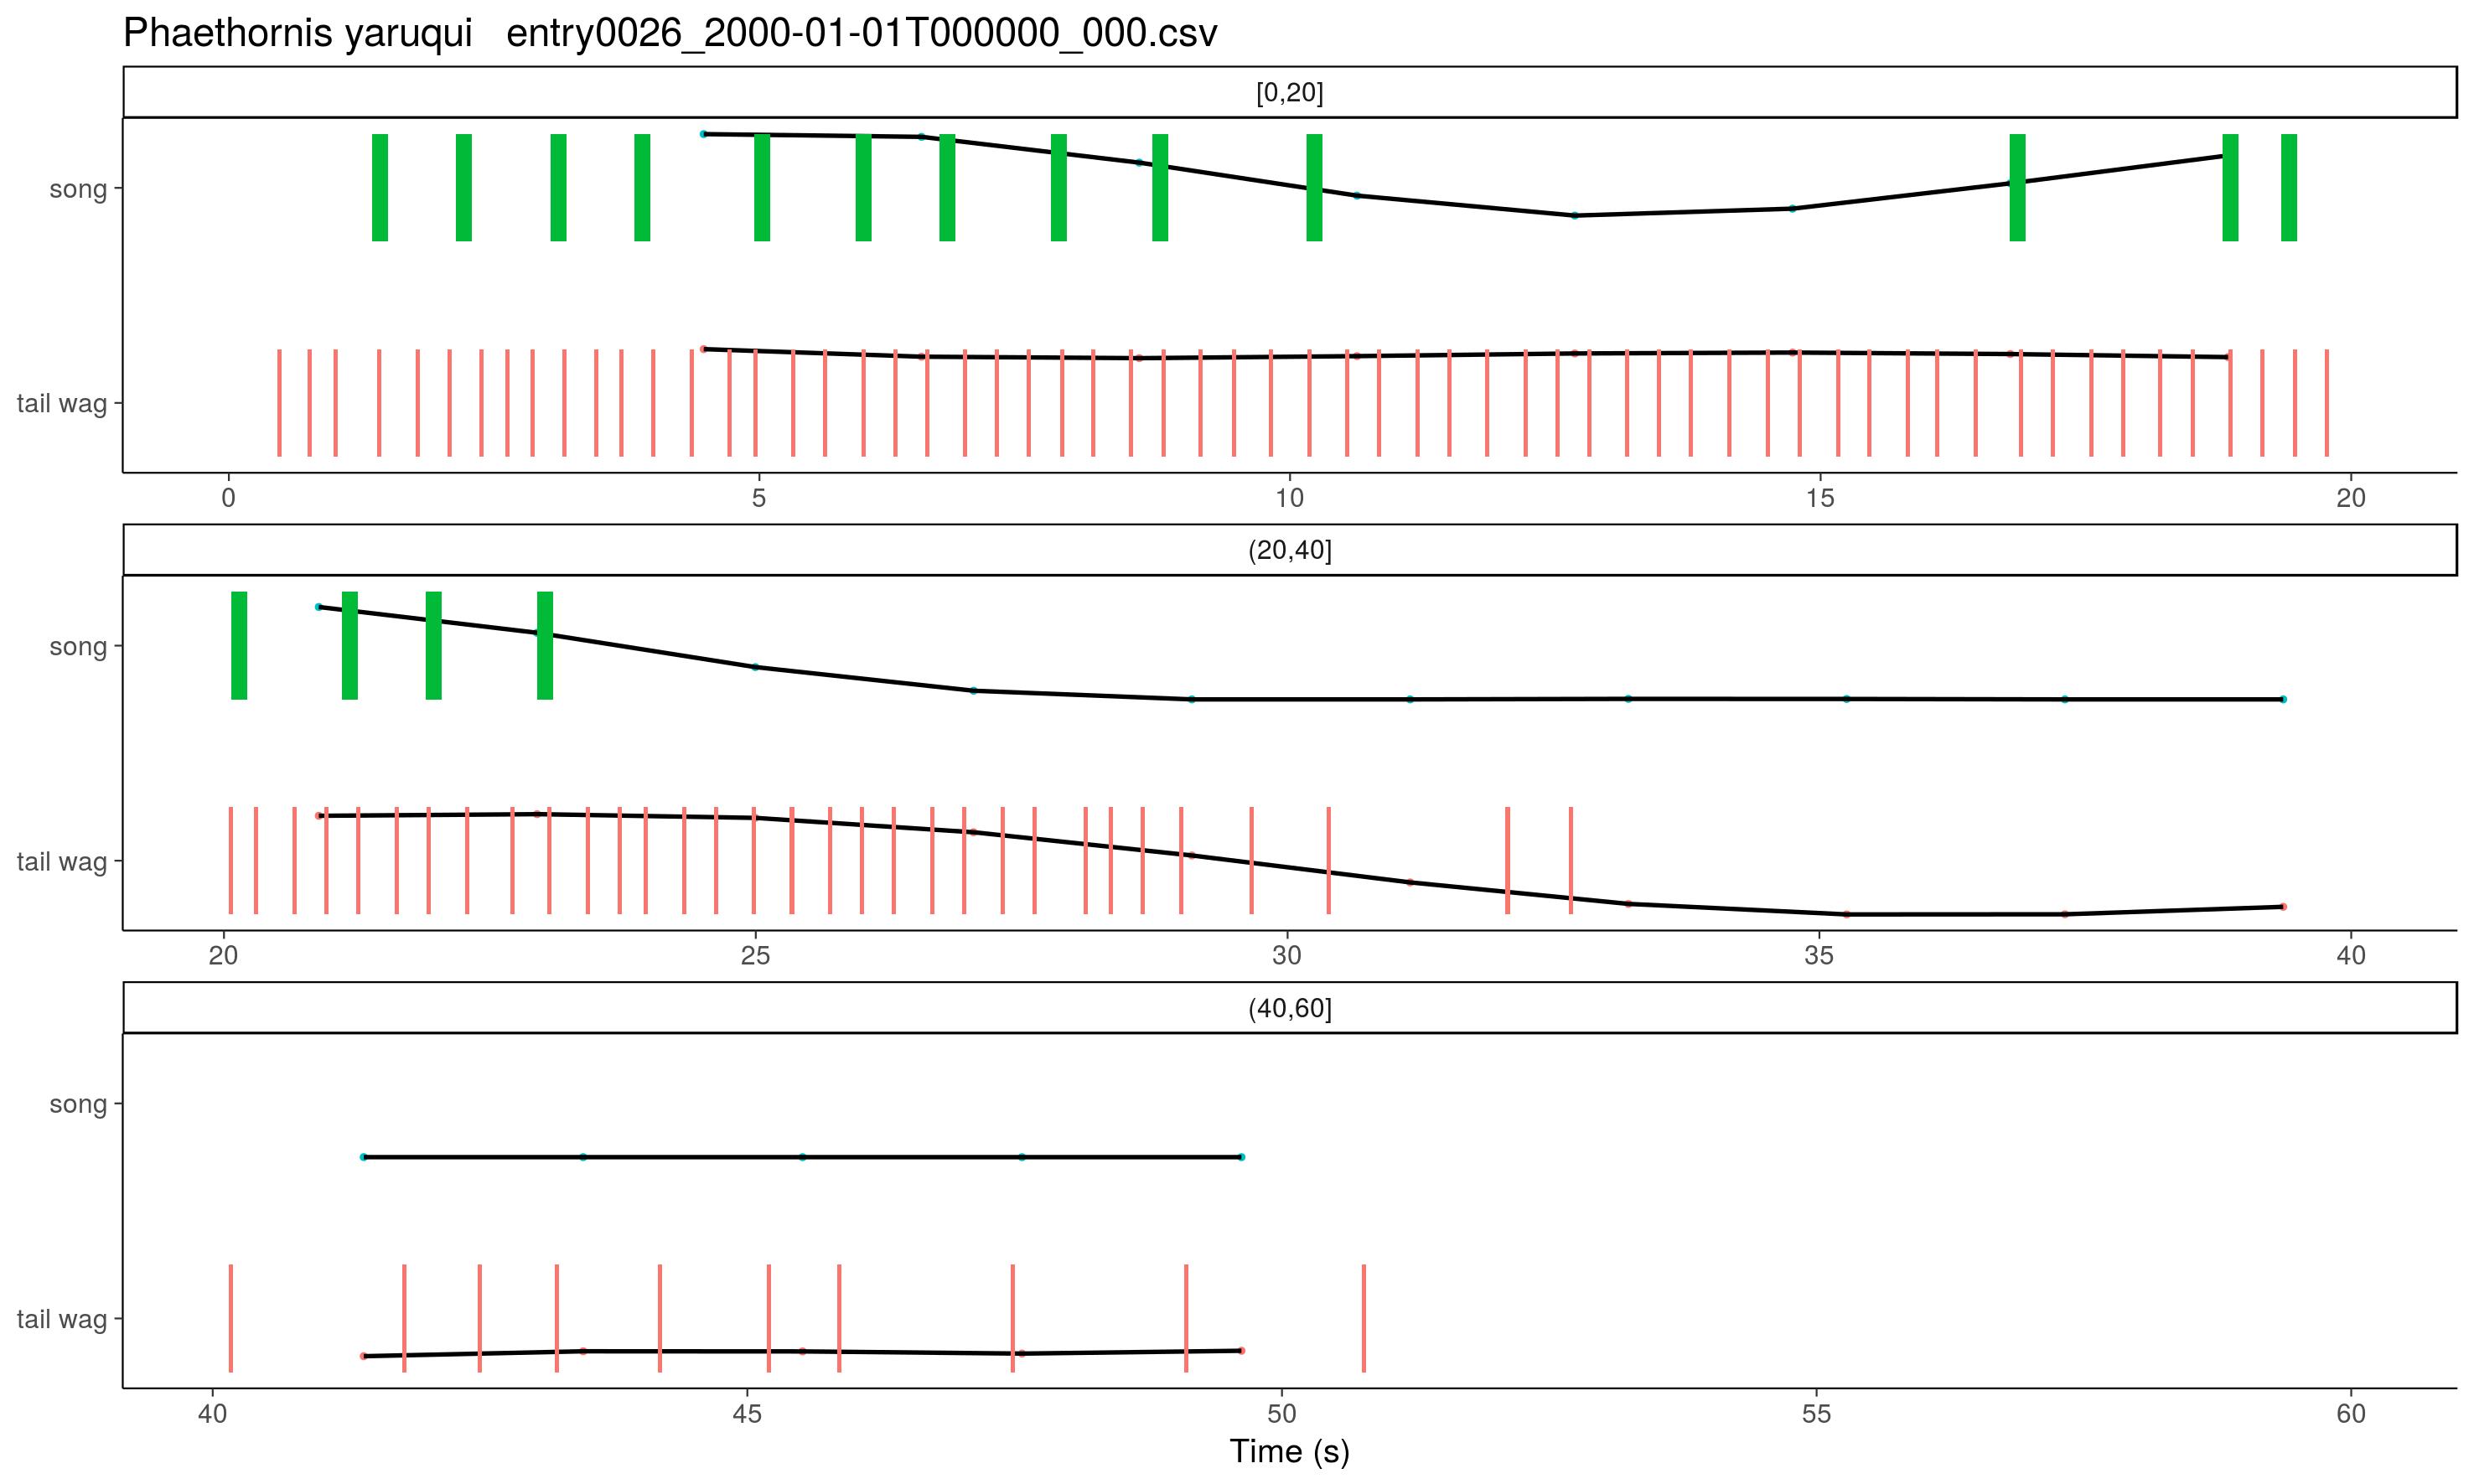 Phaethornis yaruqui   entry0026_2000-01-01T000000_000.csv
[0,20]
song
tail wag
0 5 10 15 20
(20,40]
song
tail wag
20 25 30 35 40
(40,60]
song
tail wag
40 45 50 55 60
Time (s)